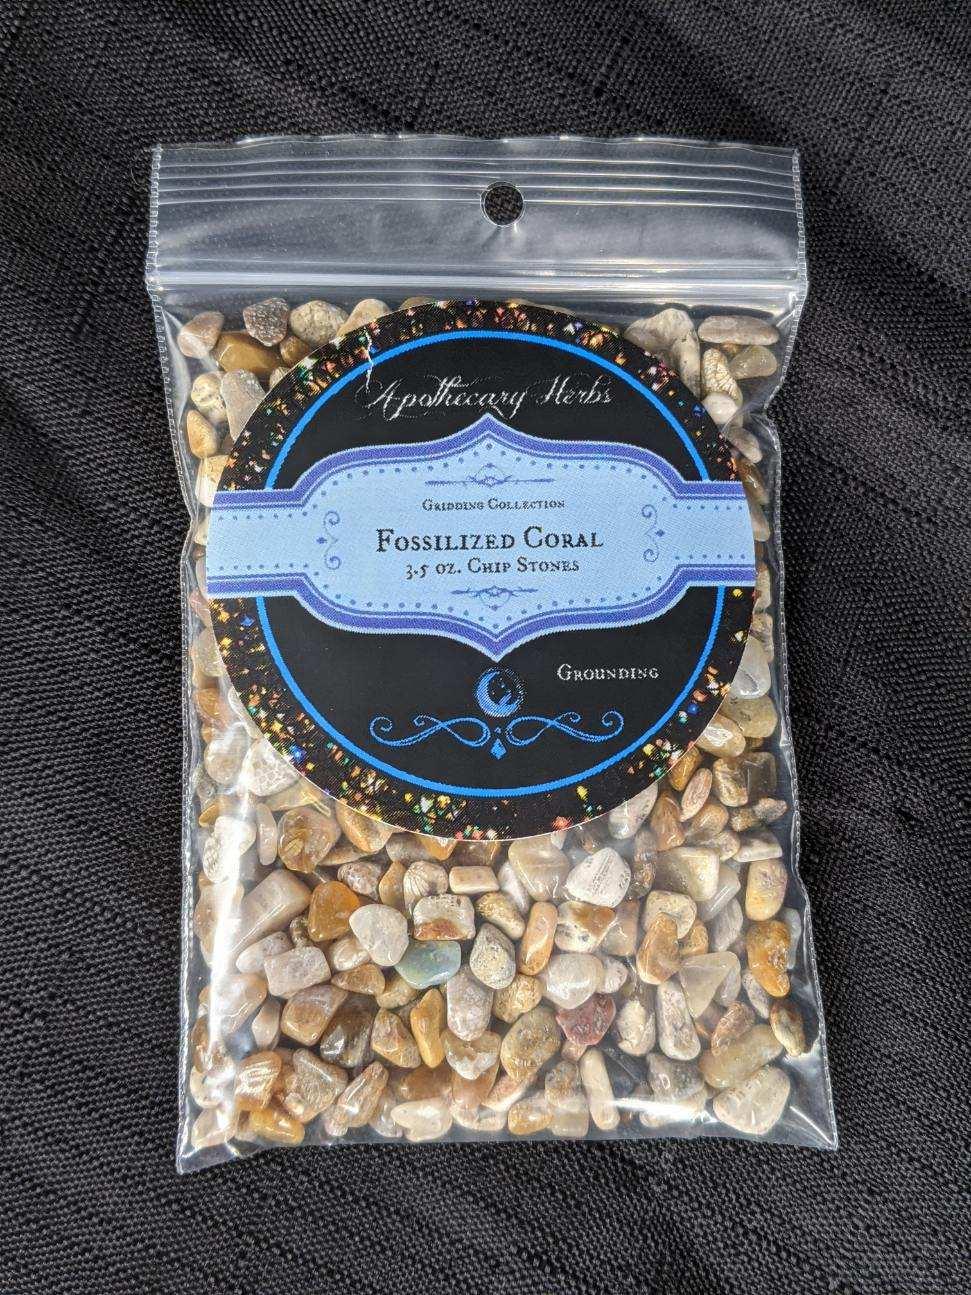 Apothecary Herbs
Gridding Collection
Fossilized Coral
3.5 oz. Chip Stones
Grounding